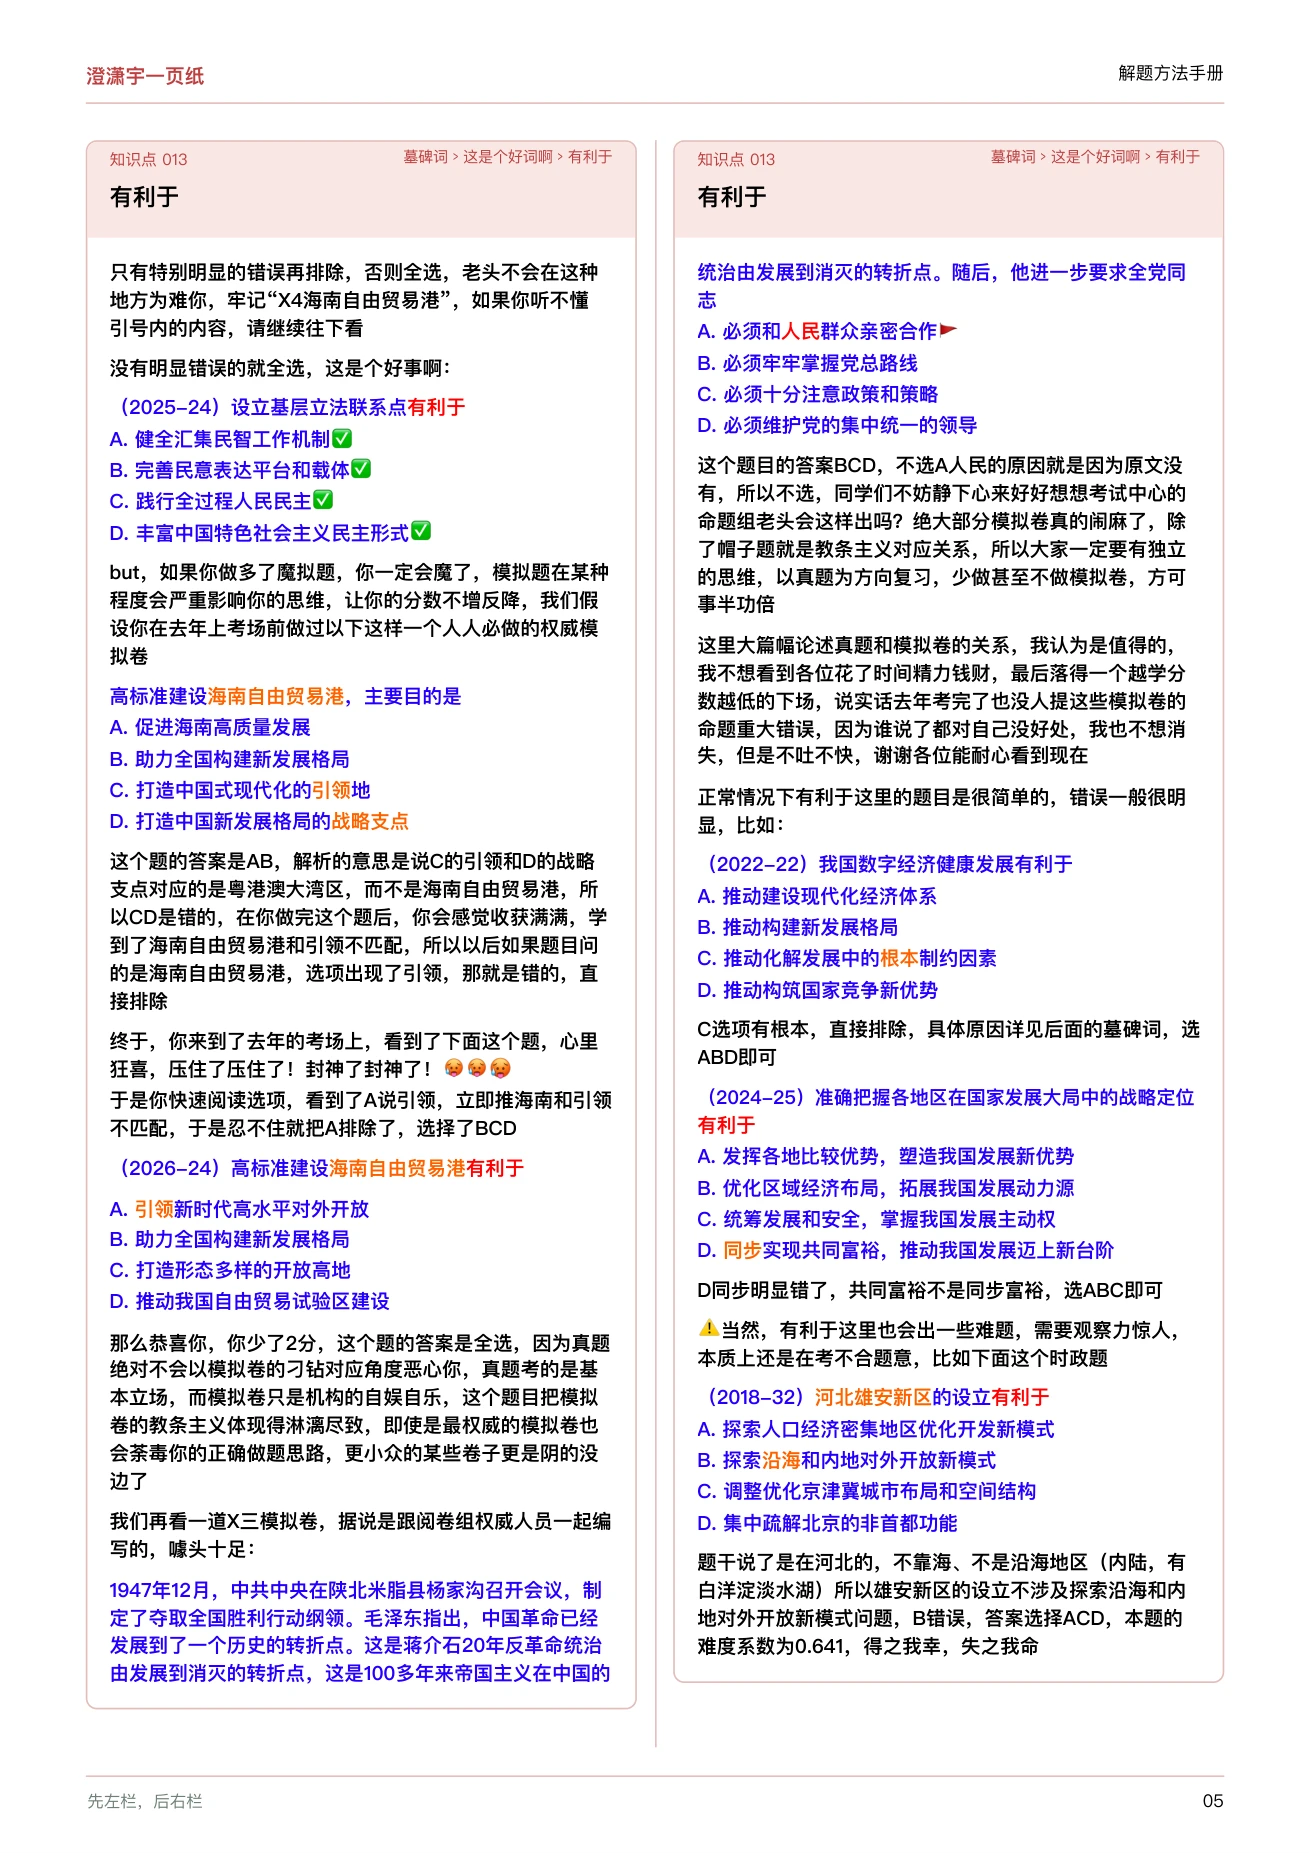 澄潇宇一页纸
解题方法手册
知识点 013
墓碑词 > 这是个好词啊 > 有利于
有利于
只有特别明显的错误再排除，否则全选，老头不会在这种
地方为难你，牢记“X4海南自由贸易港”，如果你听不懂
引号内的内容，请继续往下看
没有明显错误的就全选，这是个好事啊：
（2025-24）设立基层立法联系点有利于
A. 健全汇集民智工作机制✅
B. 完善民意表达平台和载体✅
C. 践行全过程人民民主✅
D. 丰富中国特色社会主义民主形式✅
but，如果你做多了魔拟题，你一定会魔了，模拟题在某种
程度会严重影响你的思维，让你的分数不增反降，我们假
设你在去年上考场前做过以下这样一个人人必做的权威模
拟卷
高标准建设海南自由贸易港，主要目的是
A. 促进海南高质量发展
B. 助力全国构建新发展格局
C. 打造中国式现代化的引领地
D. 打造中国新发展格局的战略支点
这个题的答案是AB，解析的意思是说C的引领和D的战略
支点对应的是粤港澳大湾区，而不是海南自由贸易港，所
以CD是错的，在你做完这个题后，你会感觉收获满满，学
到了海南自由贸易港和引领不匹配，所以以后如果题目问
的是海南自由贸易港，选项出现了引领，那就是错的，直
接排除
终于，你来到了去年的考场上，看到了下面这个题，心里
狂喜，压住了压住了！封神了封神了！🥵🥵🥵
于是你快速阅读选项，看到了A说引领，立即推海南和引领
不匹配，于是忍不住就把A排除了，选择了BCD
（2026-24）高标准建设海南自由贸易港有利于
A. 引领新时代高水平对外开放
B. 助力全国构建新发展格局
C. 打造形态多样的开放高地
D. 推动我国自由贸易试验区建设
那么恭喜你，你少了2分，这个题的答案是全选，因为真题
绝对不会以模拟卷的刁钻对应角度恶心你，真题考的是基
本立场，而模拟卷只是机构的自娱自乐，这个题目把模拟
卷的教条主义体现得淋漓尽致，即使是最权威的模拟卷也
会荼毒你的正确做题思路，更小众的某些卷子更是阴的没
边了
我们再看一道X三模拟卷，据说是跟阅卷组权威人员一起编
写的，噱头十足：
1947年12月，中共中央在陕北米脂县杨家沟召开会议，制
定了夺取全国胜利行动纲领。毛泽东指出，中国革命已经
发展到了一个历史的转折点。这是蒋介石20年反革命统治
由发展到消灭的转折点，这是100多年来帝国主义在中国的
知识点 013
墓碑词 > 这是个好词啊 > 有利于
有利于
统治由发展到消灭的转折点。随后，他进一步要求全党同
志
A. 必须和人民群众亲密合作🚩
B. 必须牢牢掌握党总路线
C. 必须十分注意政策和策略
D. 必须维护党的集中统一的领导
这个题目的答案BCD，不选A人民的原因就是因为原文没
有，所以不选，同学们不妨静下心来好好想想考试中心的
命题组老头会这样出吗？绝大部分模拟卷真的闹麻了，除
了帽子题就是教条主义对应关系，所以大家一定要有独立
的思维，以真题为方向复习，少做甚至不做模拟卷，方可
事半功倍
这里大篇幅论述真题和模拟卷的关系，我认为是值得的，
我不想看到各位花了时间精力钱财，最后落得一个越学分
数越低的下场，说实话去年考完了也没人提这些模拟卷的
命题重大错误，因为谁说了都对自己没好处，我也不想消
失，但是不吐不快，谢谢各位能耐心看到现在
正常情况下有利于这里的题目是很简单的，错误一般很明
显，比如：
（2022-22）我国数字经济健康发展有利于
A. 推动建设现代化经济体系
B. 推动构建新发展格局
C. 推动化解发展中的根本制约因素
D. 推动构筑国家竞争新优势
C选项有根本，直接排除，具体原因详见后面的墓碑词，选
ABD即可
（2024-25）准确把握各地区在国家发展大局中的战略定位
有利于
A. 发挥各地比较优势，塑造我国发展新优势
B. 优化区域经济布局，拓展我国发展动力源
C. 统筹发展和安全，掌握我国发展主动权
D. 同步实现共同富裕，推动我国发展迈上新台阶
D同步明显错了，共同富裕不是同步富裕，选ABC即可
⚠️当然，有利于这里也会出一些难题，需要观察力惊人，
本质上还是在考不合题意，比如下面这个时政题
（2018-32）河北雄安新区的设立有利于
A. 探索人口经济密集地区优化开发新模式
B. 探索沿海和内地对外开放新模式
C. 调整优化京津冀城市布局和空间结构
D. 集中疏解北京的非首都功能
题干说了是在河北的，不靠海、不是沿海地区（内陆，有
白洋淀淡水湖）所以雄安新区的设立不涉及探索沿海和内
地对外开放新模式问题，B错误，答案选择ACD，本题的
难度系数为0.641，得之我幸，失之我命
先左栏，后右栏
05